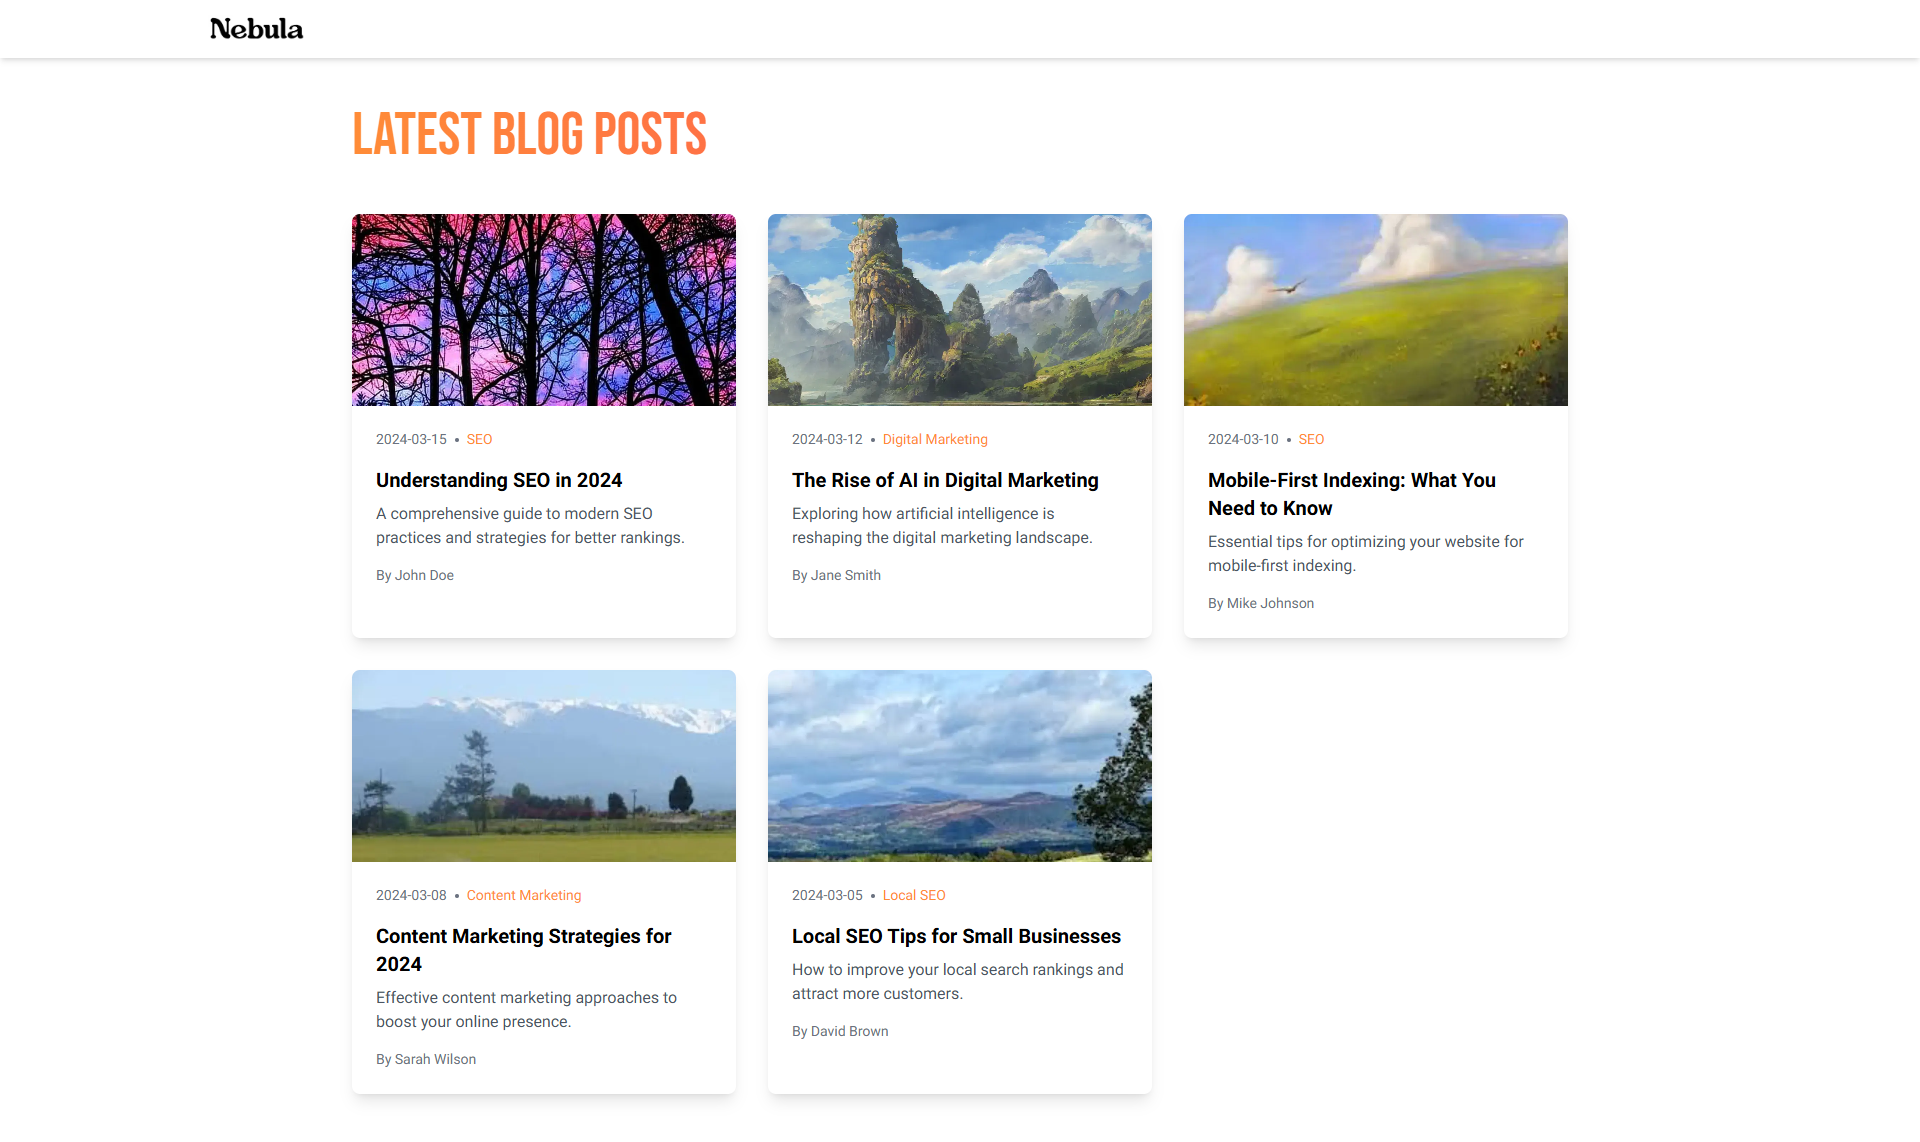 Nebula
LATEST BLOG POSTS
2024-03-15 • SEO
Understanding SEO in 2024
A comprehensive guide to modern SEO
practices and strategies for better rankings.
By John Doe
2024-03-12 • Digital Marketing
The Rise of AI in Digital Marketing
Exploring how artificial intelligence is
reshaping the digital marketing landscape.
By Jane Smith
2024-03-10 • SEO
Mobile-First Indexing: What You
Need to Know
Essential tips for optimizing your website for
mobile-first indexing.
By Mike Johnson
2024-03-08 • Content Marketing
Content Marketing Strategies for
2024
Effective content marketing approaches to
boost your online presence.
By Sarah Wilson
2024-03-05 • Local SEO
Local SEO Tips for Small Businesses
How to improve your local search rankings and
attract more customers.
By David Brown